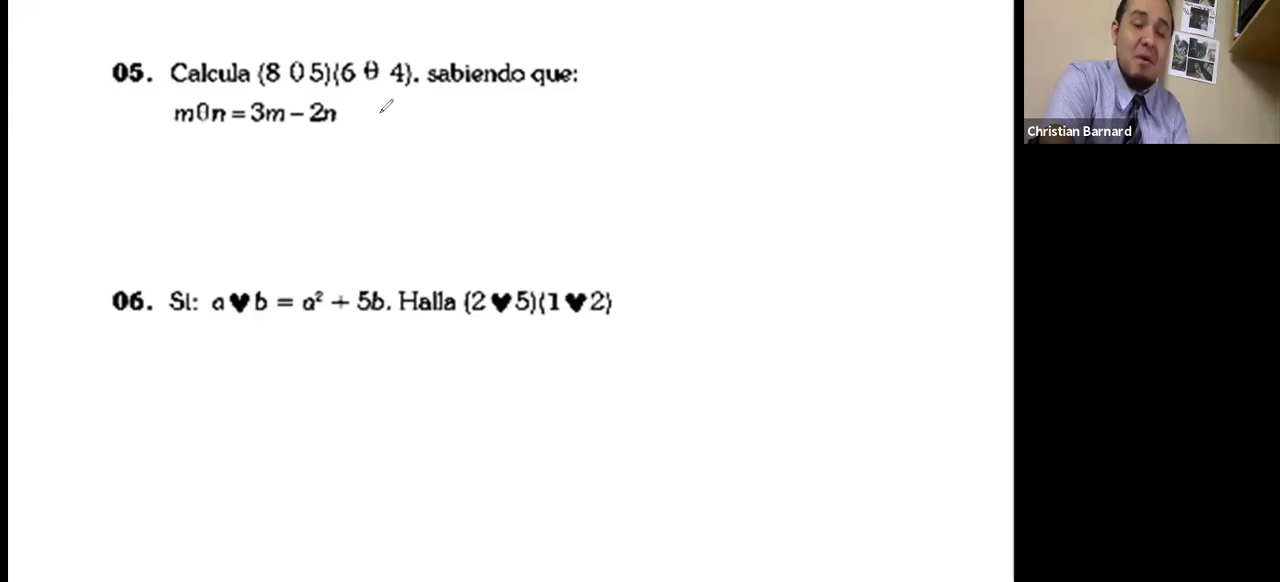 05. Calcula (8 θ 5)(6 θ 4). sabiendo que:
mθn = 3m – 2n
06. Si: a♥b = a² + 5b. Halla (2♥5)(1♥2)
Christian Barnard